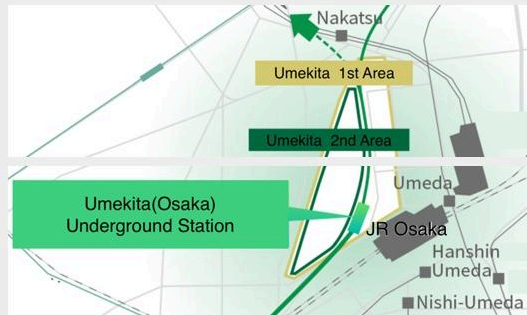 Nakatsu
Umekita 1st Area
Umekita 2nd Area
Umeda
Umekita(Osaka)
Underground Station
JR Osaka
Hanshin
Umeda
Nishi-Umeda